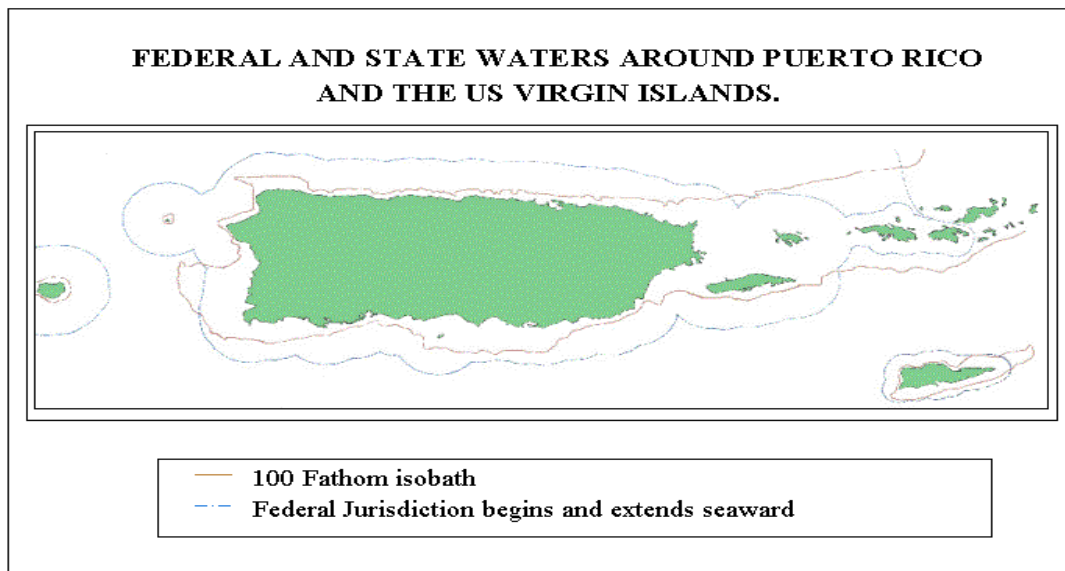 FEDERAL AND STATE WATERS AROUND PUERTO RICO
AND THE US VIRGIN ISLANDS.
100 Fathom isobath
Federal Jurisdiction begins and extends seaward